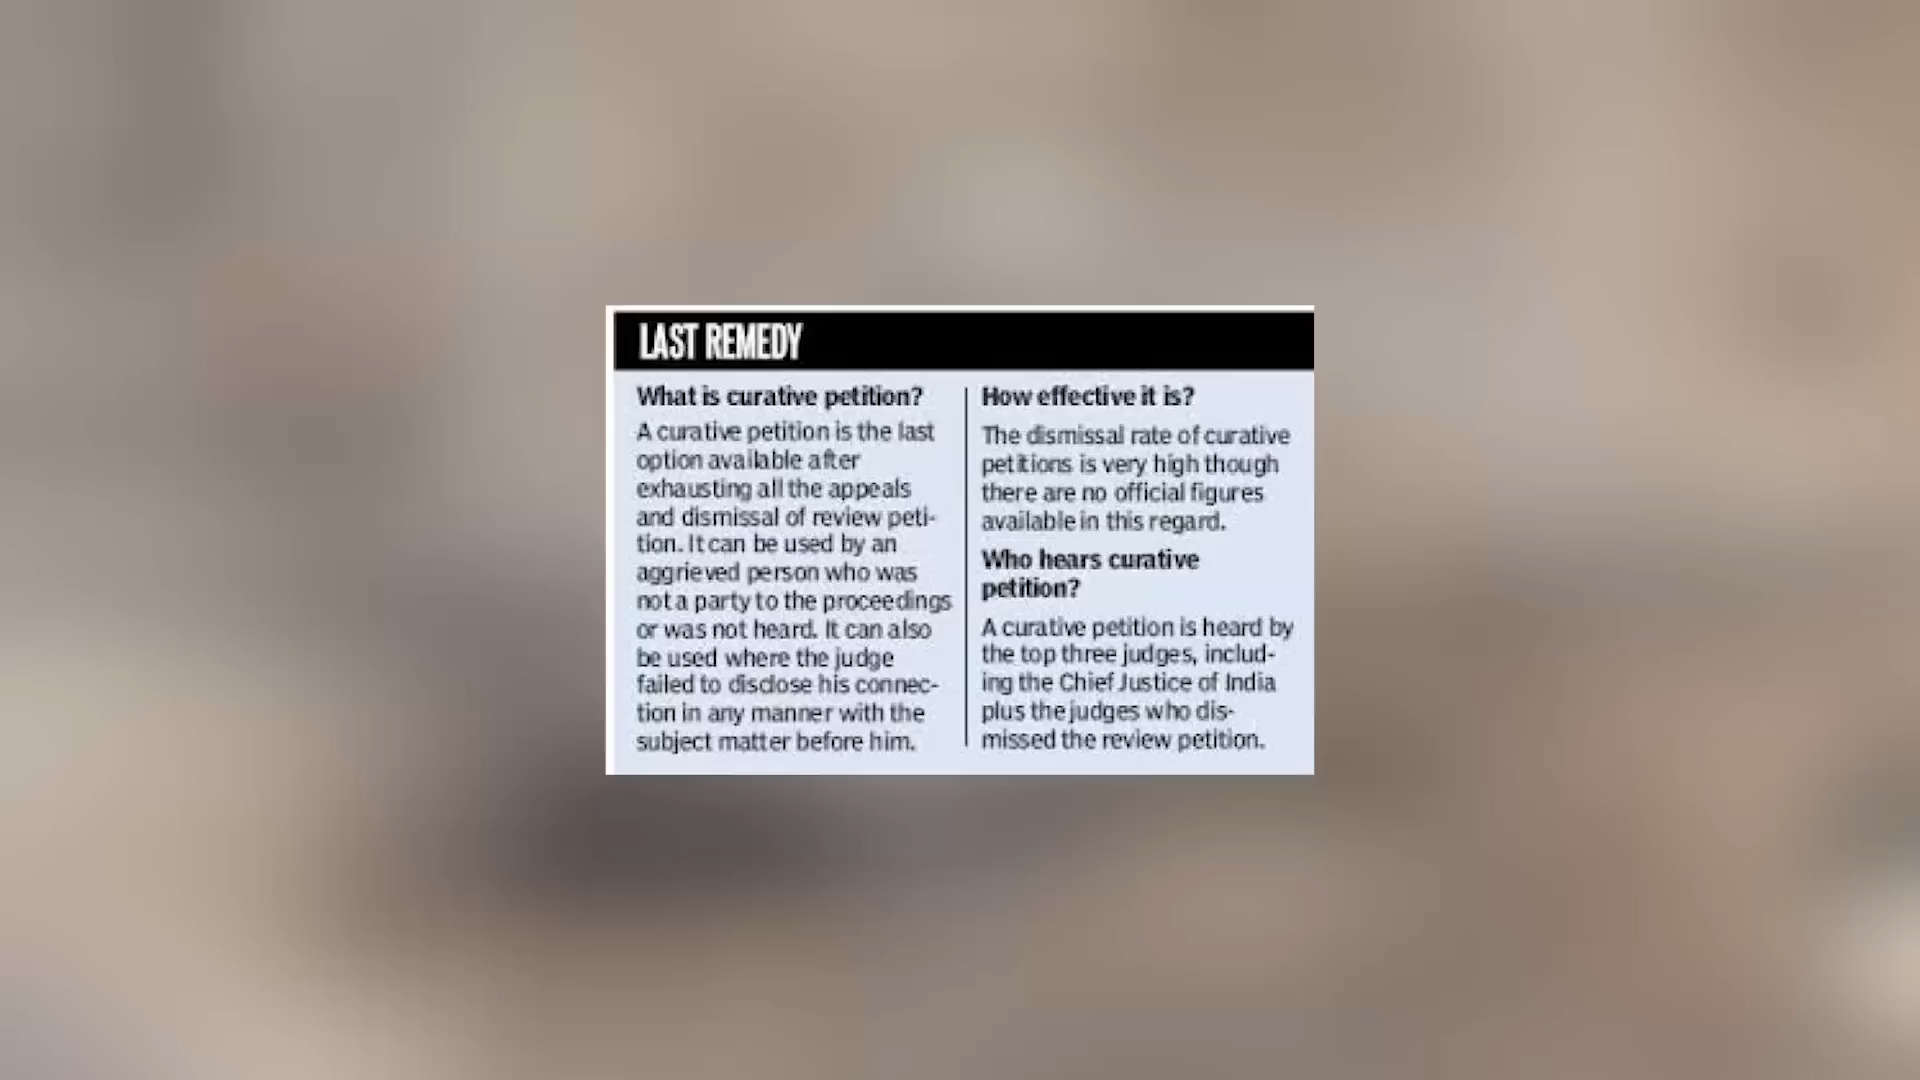 LAST REMEDY
What is curative petition?
A curative petition is the last
option available after
exhausting all the appeals
and dismissal of review peti-
tion. It can be used by an
aggrieved person who was
not a party to the proceedings
or was not heard. It can also
be used where the judge
failed to disclose his connec-
tion in any manner with the
subject matter before him.
How effective it is?
The dismissal rate of curative
petitions is very high though
there are no official figures
available in this regard.
Who hears curative
petition?
A curative petition is heard by
the top three judges, includ-
ing the Chief Justice of India
plus the judges who dis-
missed the review petition.